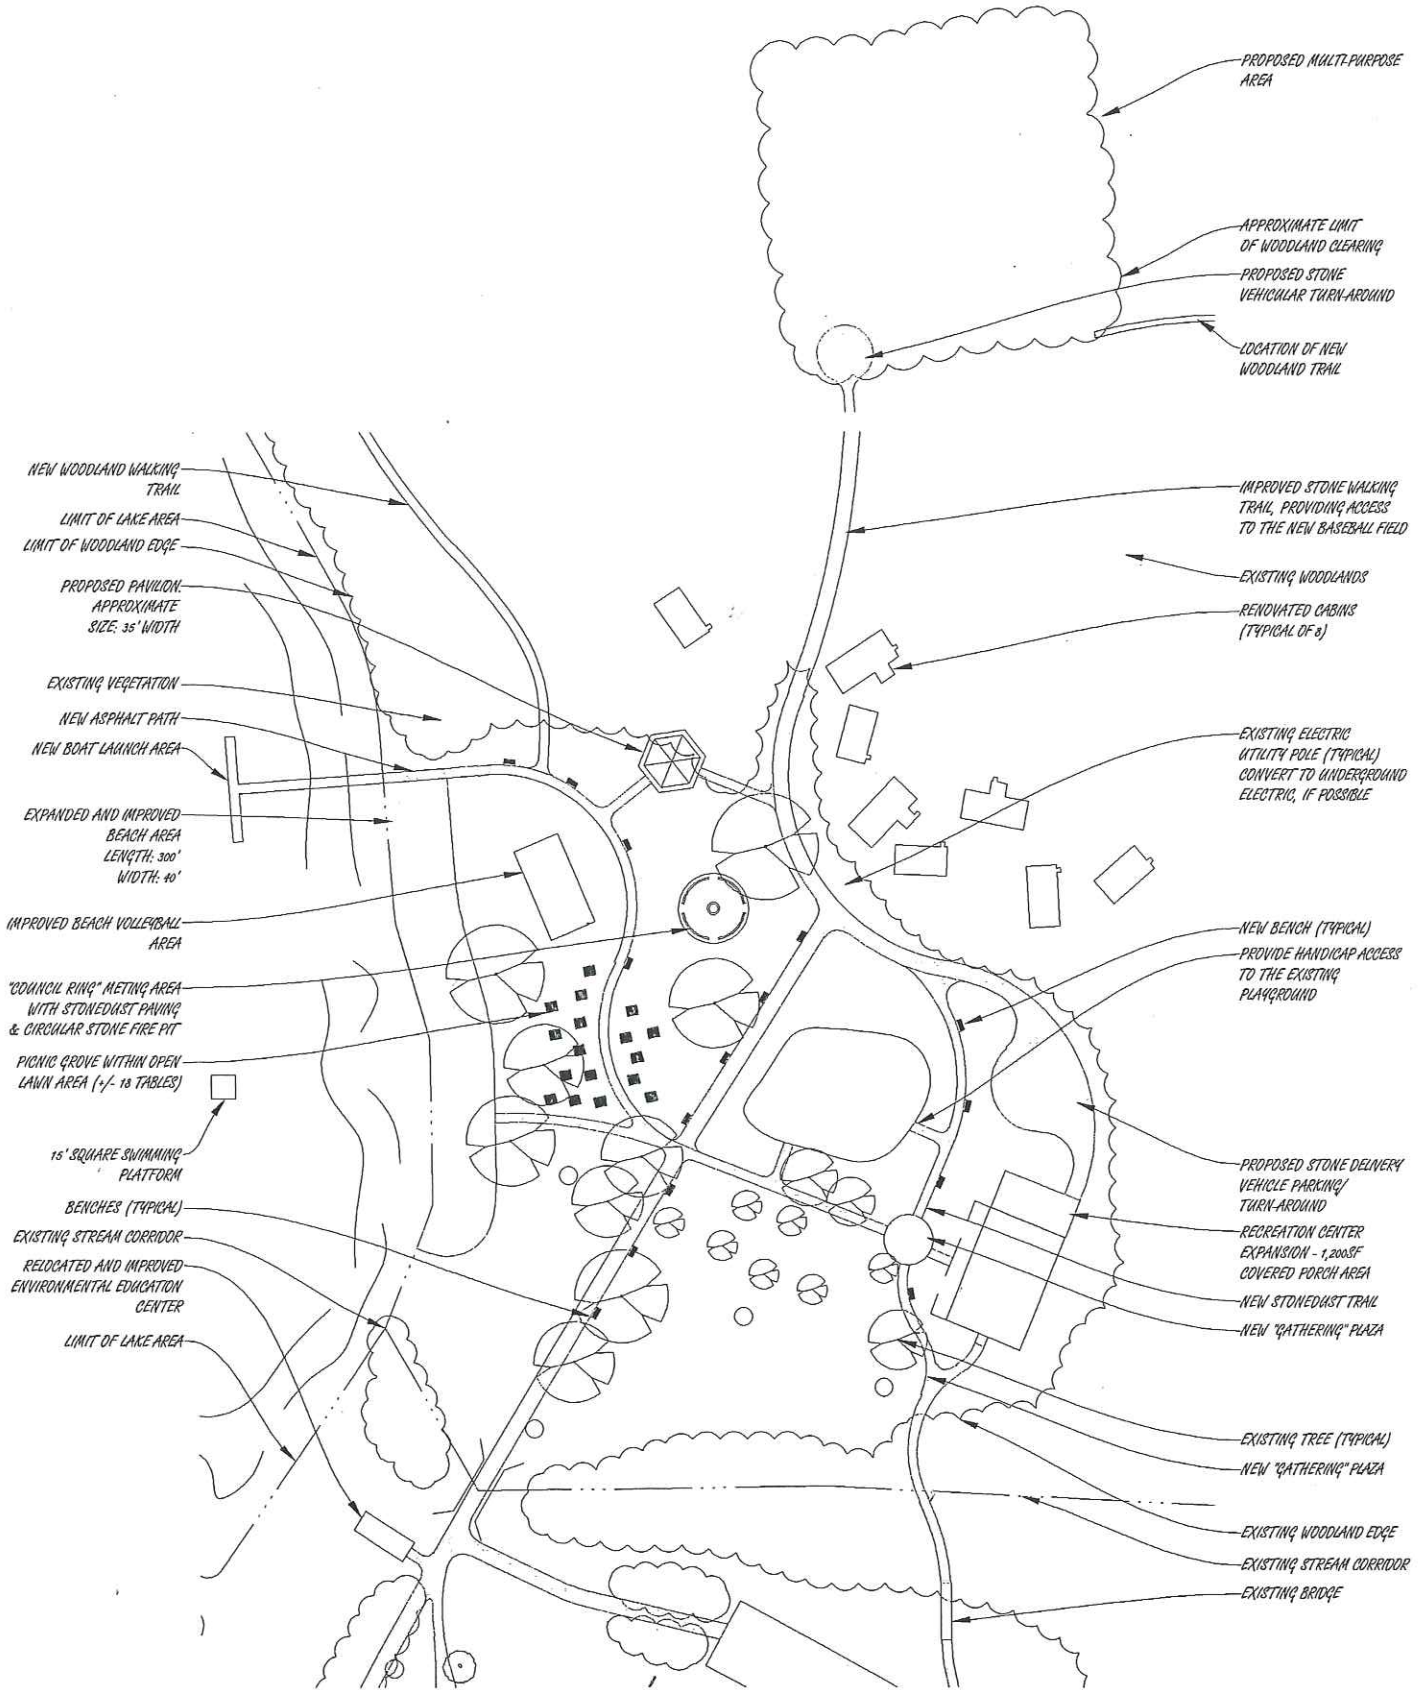 PROPOSED MULTI-PURPOSE
AREA
APPROXIMATE LIMIT
OF WOODLAND CLEARING
PROPOSED STONE
VEHICULAR TURN-AROUND
LOCATION OF NEW
WOODLAND TRAIL
NEW WOODLAND WALKING
TRAIL
LIMIT OF LAKE AREA
LIMIT OF WOODLAND EDGE
PROPOSED PAVILION.
APPROXIMATE
SIZE: 35' WIDTH
EXISTING VEGETATION
NEW ASPHALT PATH
NEW BOAT LAUNCH AREA
EXPANDED AND IMPROVED
BEACH AREA
LENGTH: 300'
WIDTH: 40'
IMPROVED BEACH VOLLEYBALL
AREA
"COUNCIL RING" METING AREA
WITH STONEDUST PAVING
& CIRCULAR STONE FIRE PIT
PICNIC GROVE WITHIN OPEN
LAWN AREA (+/- 18 TABLES)
15' SQUARE SWIMMING
PLATFORM
BENCHES (TYPICAL)
EXISTING STREAM CORRIDOR
RELOCATED AND IMPROVED
ENVIRONMENTAL EDUCATION
CENTER
LIMIT OF LAKE AREA
IMPROVED STONE WALKING
TRAIL, PROVIDING ACCESS
TO THE NEW BASEBALL FIELD
EXISTING WOODLANDS
RENOVATED CABINS
(TYPICAL OF 8)
EXISTING ELECTRIC
UTILITY POLE (TYPICAL)
CONVERT TO UNDERGROUND
ELECTRIC, IF POSSIBLE
NEW BENCH (TYPICAL)
PROVIDE HANDICAP ACCESS
TO THE EXISTING
PLAYGROUND
PROPOSED STONE DELIVERY
VEHICLE PARKING/
TURN-AROUND
RECREATION CENTER
EXPANSION - 1,200SF
COVERED PORCH AREA
NEW STONEDUST TRAIL
NEW "GATHERING" PLAZA
EXISTING TREE (TYPICAL)
NEW "GATHERING" PLAZA
EXISTING WOODLAND EDGE
EXISTING STREAM CORRIDOR
EXISTING BRIDGE